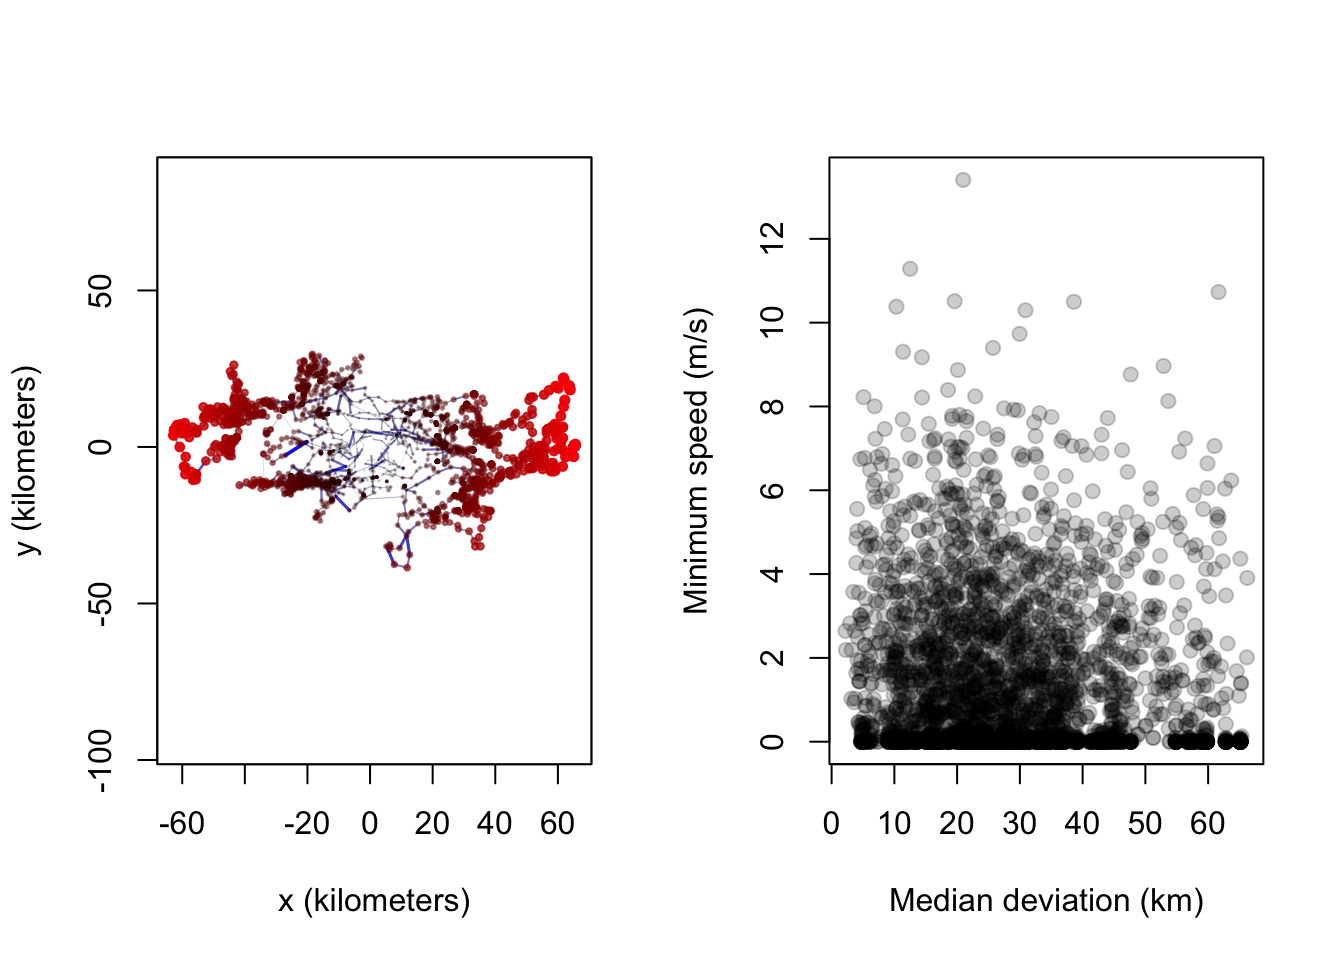 y (kilometers)
50
0
-50
-100
-60 -20 0 20 40 60
x (kilometers)
Minimum speed (m/s)
12
10
8
6
4
2
0
0 10 20 30 40 50 60
Median deviation (km)